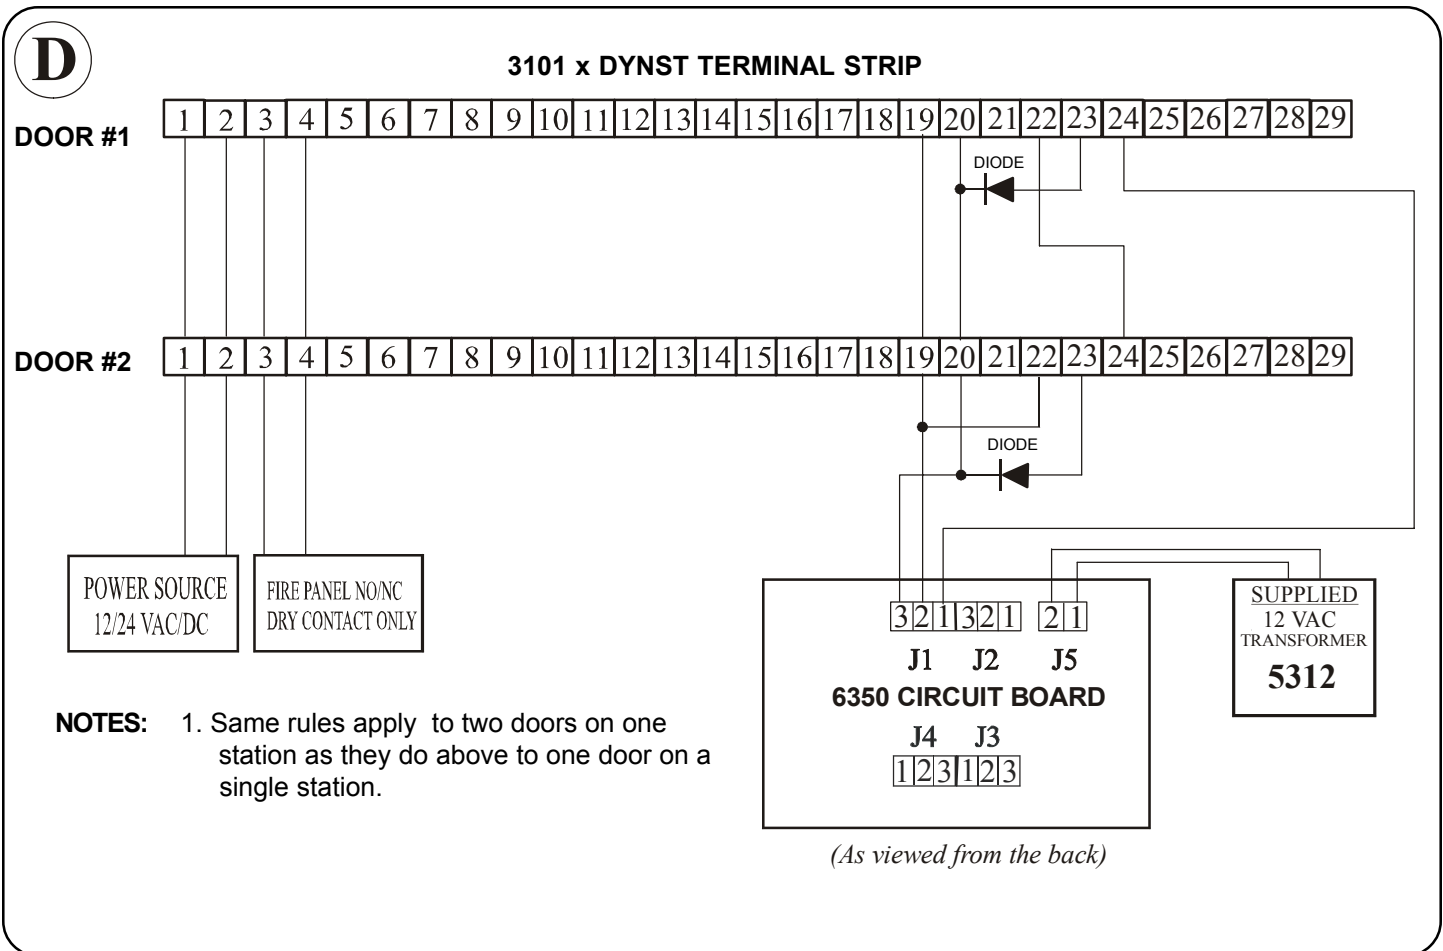 D
3101 x DYNST TERMINAL STRIP
DOOR #1
1 2 3 4 5 6 7 8 9 10 11 12 13 14 15 16 17 18 19 20 21 22 23 24 25 26 27 28 29
DIODE
DOOR #2
1 2 3 4 5 6 7 8 9 10 11 12 13 14 15 16 17 18 19 20 21 22 23 24 25 26 27 28 29
DIODE
POWER SOURCE
12/24 VAC/DC
FIRE PANEL NO/NC
DRY CONTACT ONLY
3 2 1 3 2 1
2 1
J1 J2 J5
6350 CIRCUIT BOARD
J4 J3
1 2 3 1 2 3
(As viewed from the back)
SUPPLIED
12 VAC
TRANSFORMER
5312
NOTES: 1. Same rules apply to two doors on one
station as they do above to one door on a
single station.